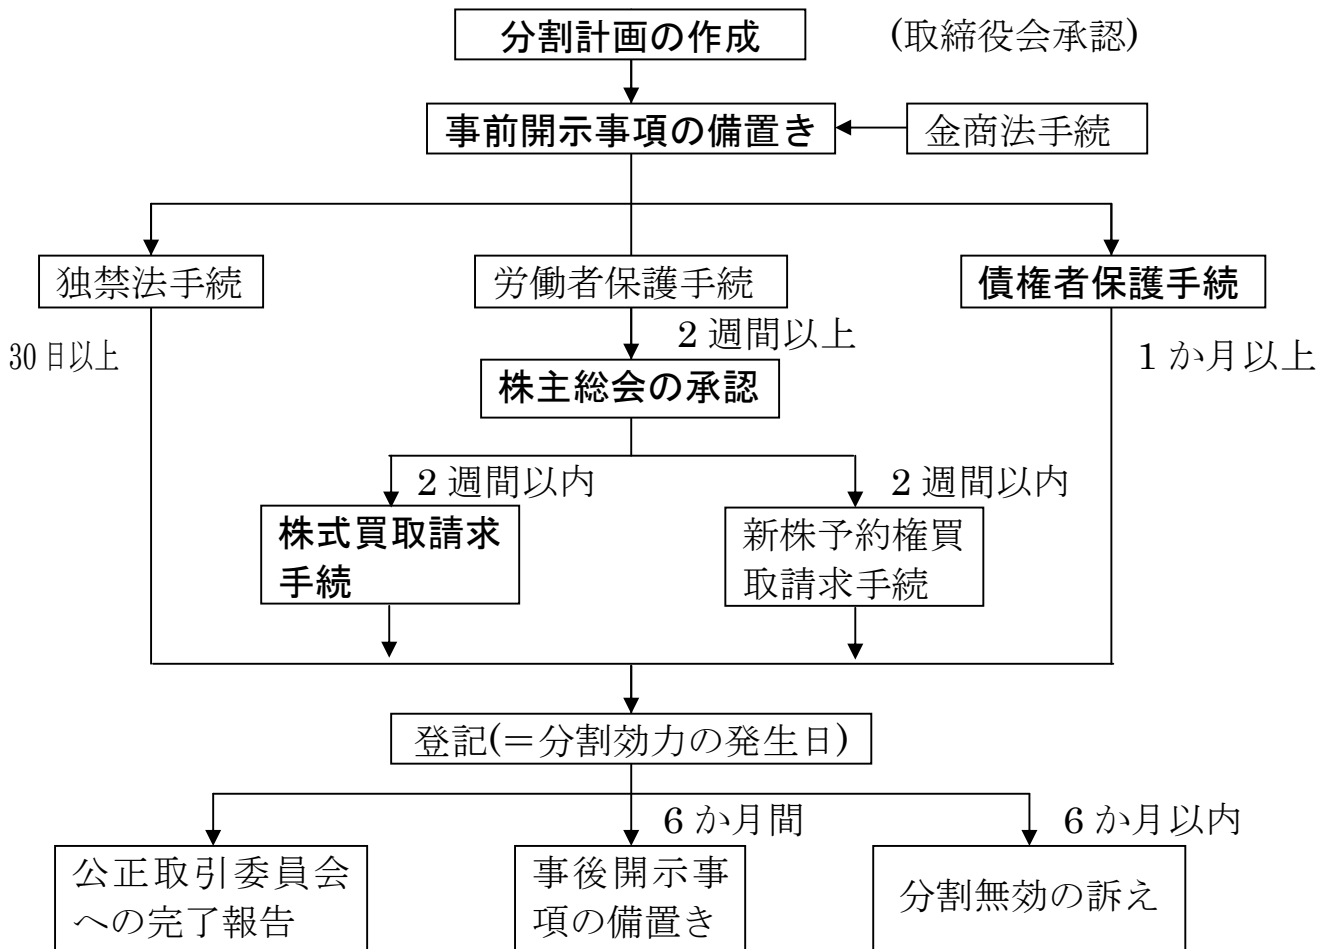 分割計画の作成
(取締役会承認)
事前開示事項の備置き
金商法手続
独禁法手続
労働者保護手続
債権者保護手続
30日以上
2 週間以上
1 か月以上
株主総会の承認
2 週間以内
2 週間以内
株式買取請求
手続
新株予約権買
取請求手続
登記(＝分割効力の発生日)
6 か月間
6 か月以内
公正取引委員会
への完了報告
事後開示事
項の備置き
分割無効の訴え